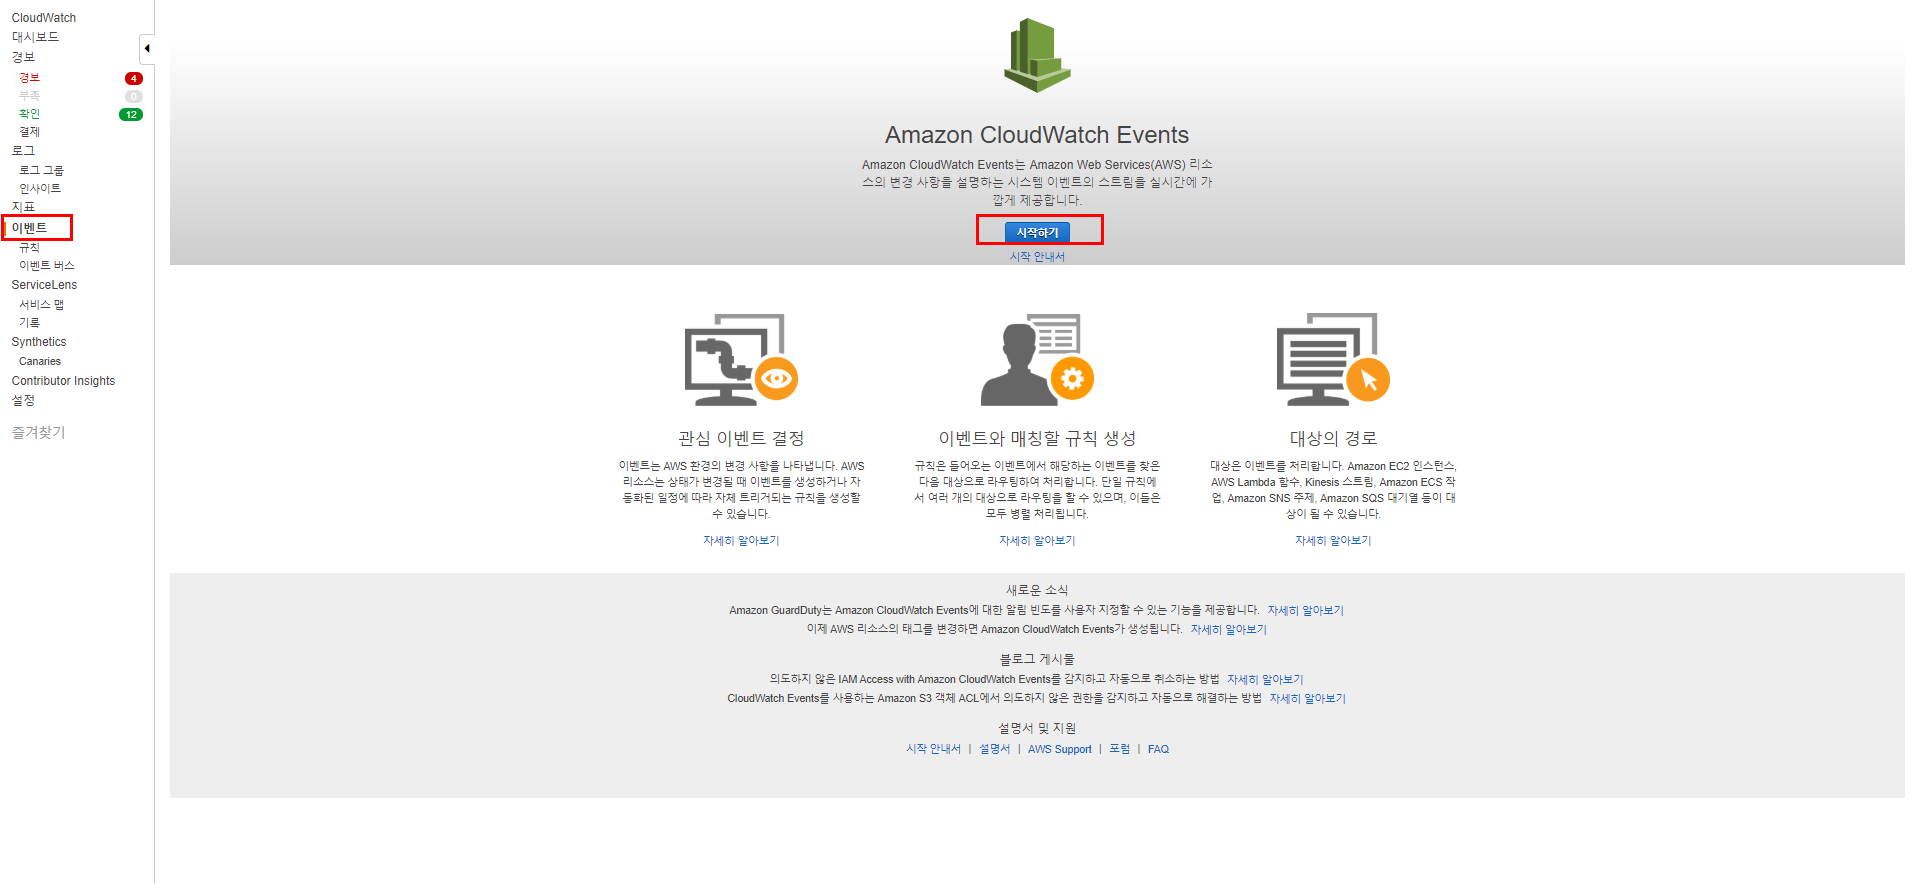 CloudWatch
대시보드
경보
경보 4
부족 0
확인 12
결제
로그
로그 그룹
인사이트
지표
이벤트
규칙
이벤트 버스
ServiceLens
서비스 맵
기록
Synthetics
Canaries
Contributor Insights
설정
즐겨찾기
Amazon CloudWatch Events
Amazon CloudWatch Events는 Amazon Web Services(AWS) 리소
스의 변경 사항을 설명하는 시스템 이벤트의 스트림을 실시간에 가
깝게 제공합니다.
시작하기
시작 안내서
관심 이벤트 결정
이벤트는 AWS 환경의 변경 사항을 나타냅니다. AWS
리소스는 상태가 변경될 때 이벤트를 생성하거나 자
동화된 일정에 따라 자체 트리거되는 규칙을 생성할
수 있습니다.
자세히 알아보기
이벤트와 매칭할 규칙 생성
규칙은 들어오는 이벤트에서 해당하는 이벤트를 찾은
다음 대상으로 라우팅하여 처리합니다. 단일 규칙에
서 여러 개의 대상으로 라우팅을 할 수 있으며, 이들은
모두 병렬 처리됩니다.
자세히 알아보기
대상의 경로
대상은 이벤트를 처리합니다. Amazon EC2 인스턴스,
AWS Lambda 함수, Kinesis 스트림, Amazon ECS 작
업, Amazon SNS 주제, Amazon SQS 대기열 등이 대
상이 될 수 있습니다.
자세히 알아보기
새로운 소식
Amazon GuardDuty는 Amazon CloudWatch Events에 대한 알림 빈도를 사용자 지정할 수 있는 기능을 제공합니다. 자세히 알아보기
이제 AWS 리소스의 태그를 변경하면 Amazon CloudWatch Events가 생성됩니다. 자세히 알아보기
블로그 게시물
의도하지 않은 IAM Access with Amazon CloudWatch Events를 감지하고 자동으로 취소하는 방법 자세히 알아보기
CloudWatch Events를 사용하는 Amazon S3 객체 ACL에서 의도하지 않은 권한을 감지하고 자동으로 해결하는 방법 자세히 알아보기
설명서 및 지원
시작 안내서 | 설명서 | AWS Support | 포럼 | FAQ